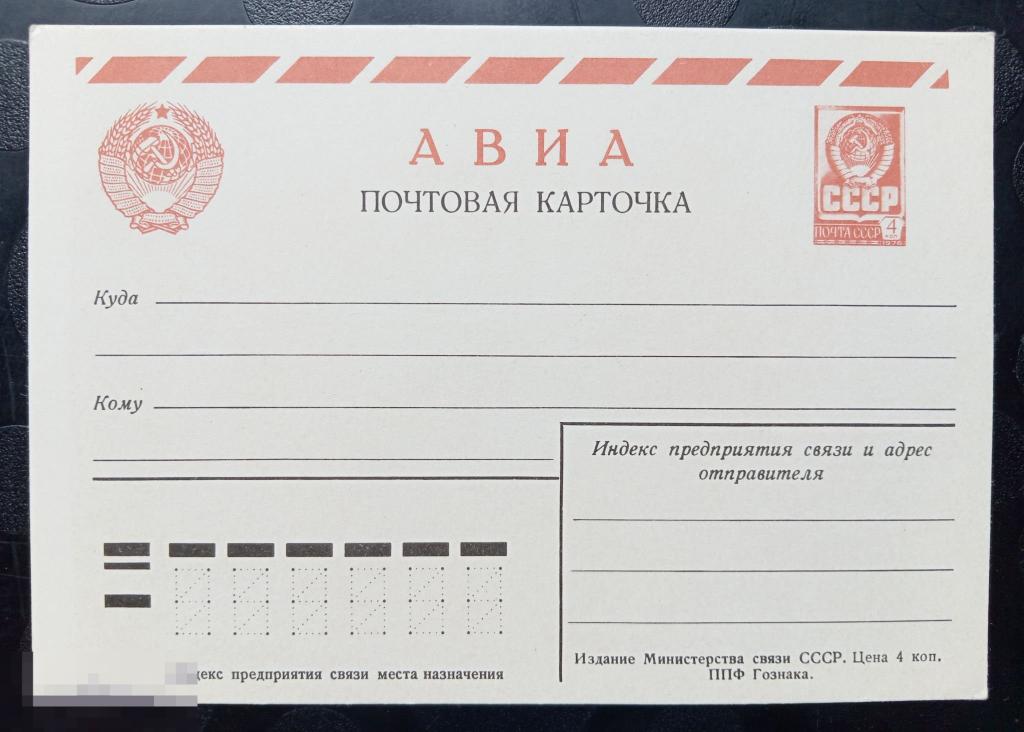 АВИА
ПОЧТОВАЯ КАРТОЧКА
СССР
ПОЧТА СССР 4 КОП
1976
Куда
Кому
Индекс предприятия связи и адрес
отправителя
предприятия связи места назначения
Издание Министерства связи СССР. Цена 4 коп.
ППФ Гознака.